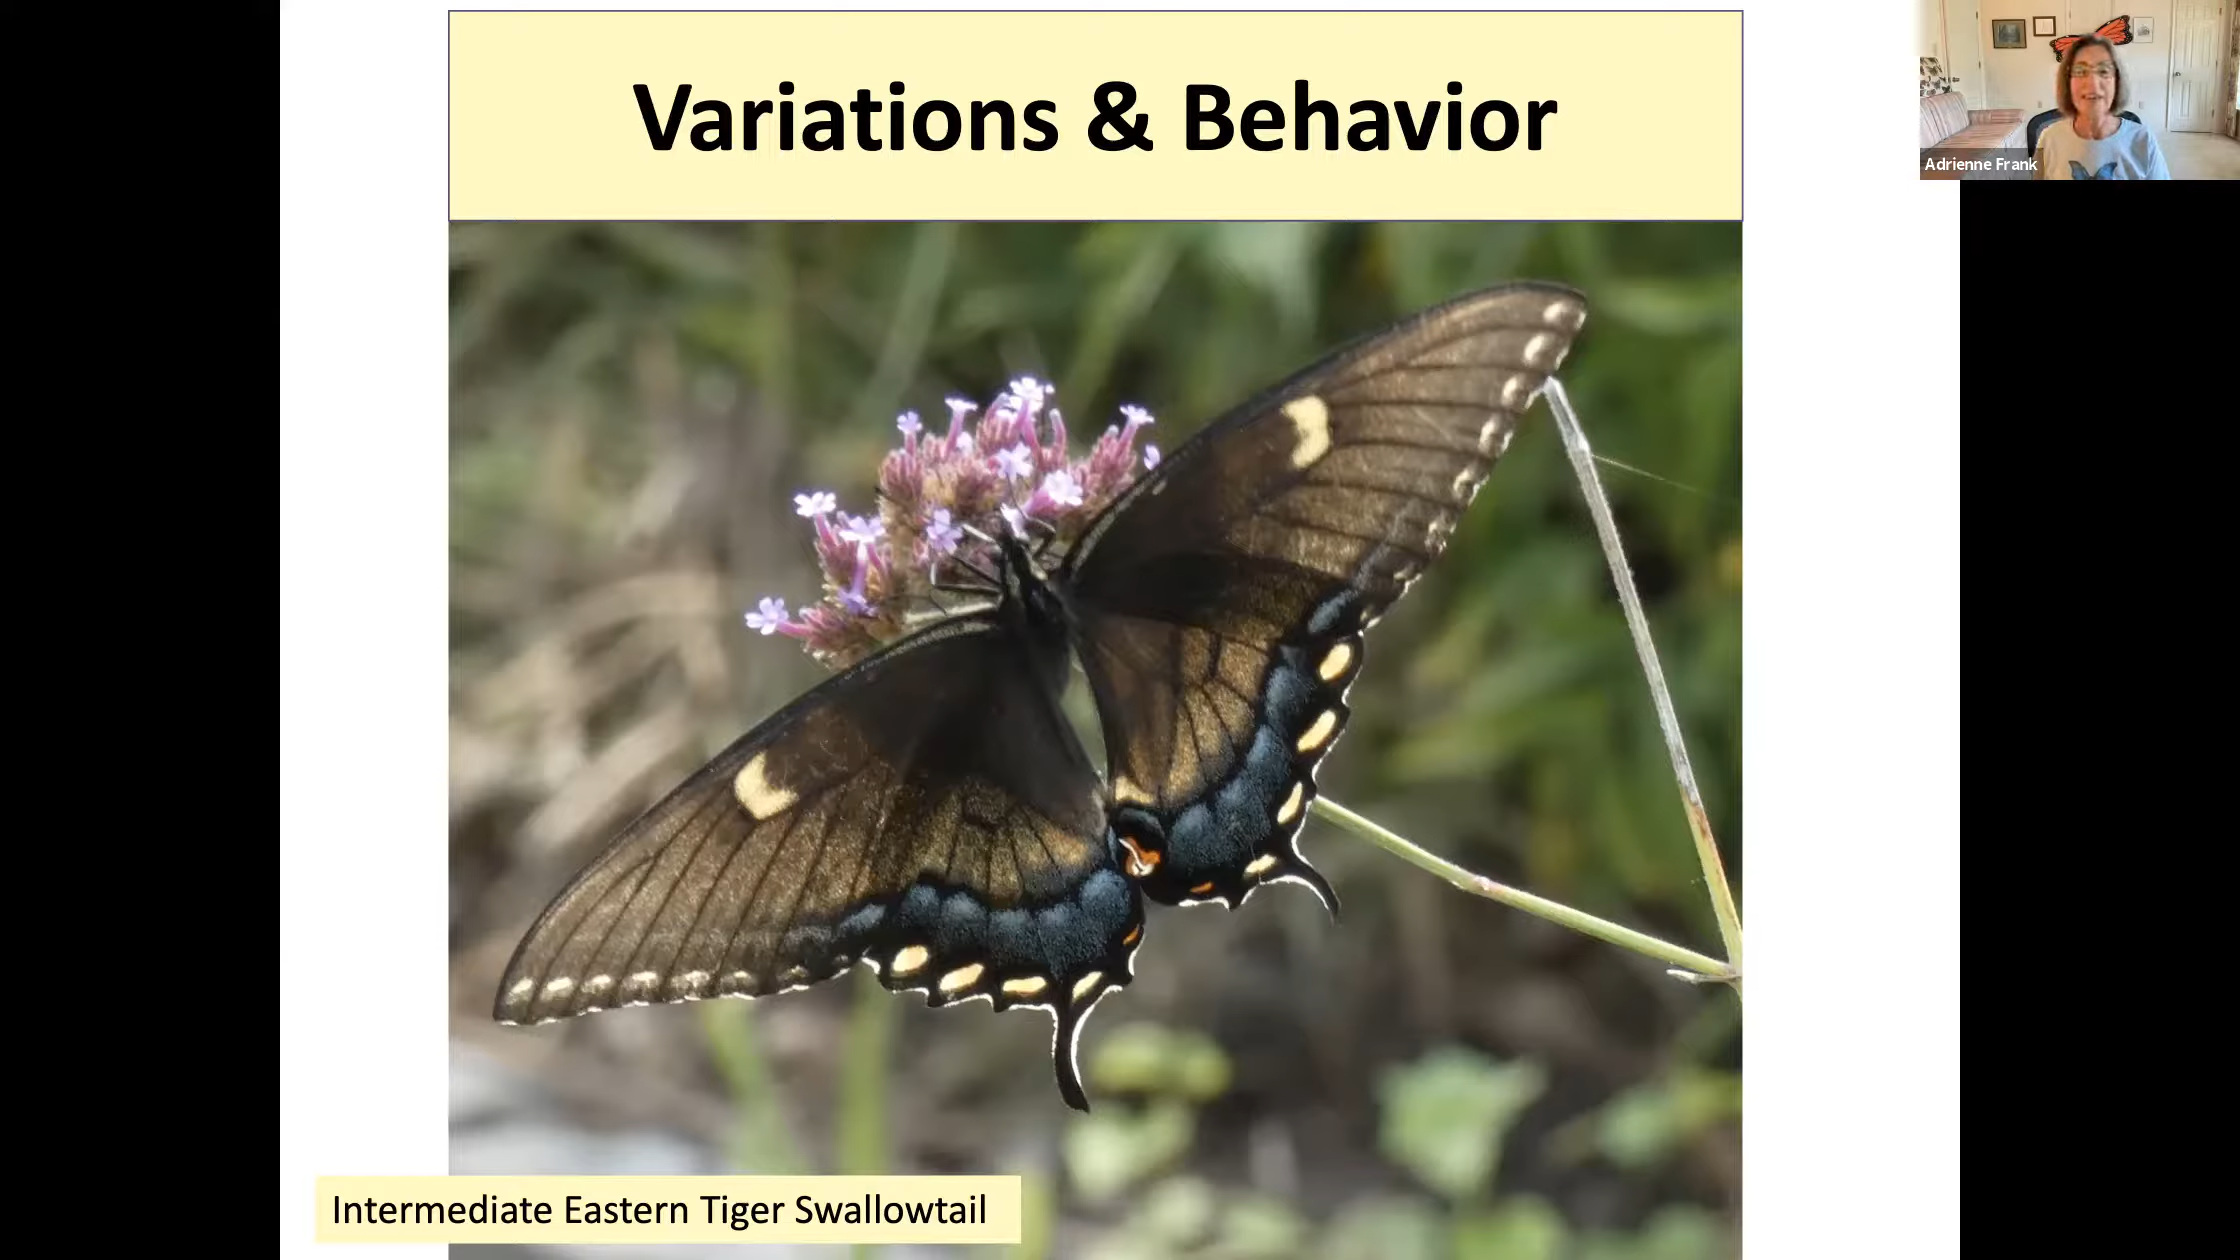 Variations & Behavior
Adrienne Frank
Intermediate Eastern Tiger Swallowtail